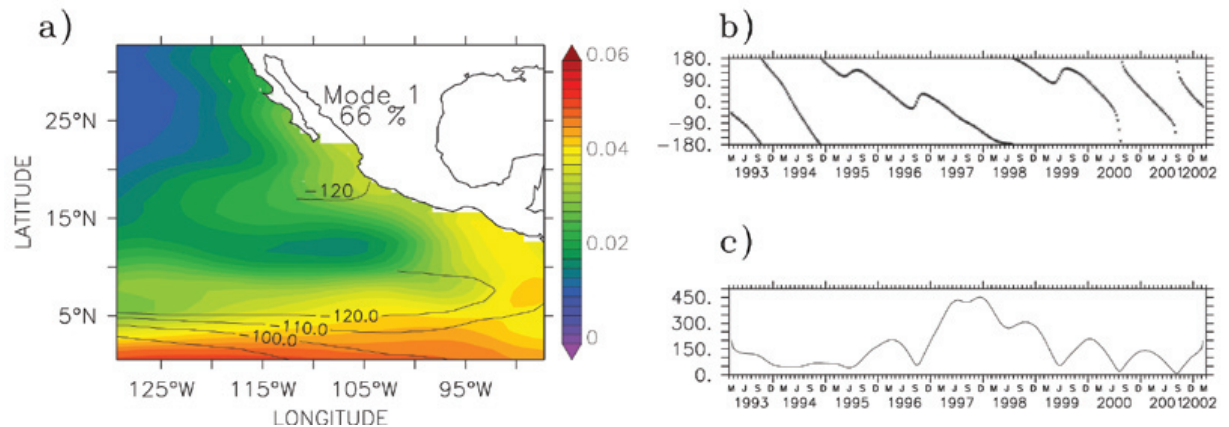 a)
Mode 1
66 %
LATITUDE
25°N
15°N
5°N
-120
-120.0
-110.0
-100.0
125°W 115°W 105°W 95°W
LONGITUDE
0.06
0.04
0.02
0
b)
180.
90.
0.
-90.
-180.
M J S D M J S D M J S D M J S D M J S D M J S D M J S D M J S D M J S D M
1993 1994 1995 1996 1997 1998 1999 2000 2001 2002
c)
450.
300.
150.
0.
M J S D M J S D M J S D M J S D M J S D M J S D M J S D M J S D M J S D M
1993 1994 1995 1996 1997 1998 1999 2000 2001 2002